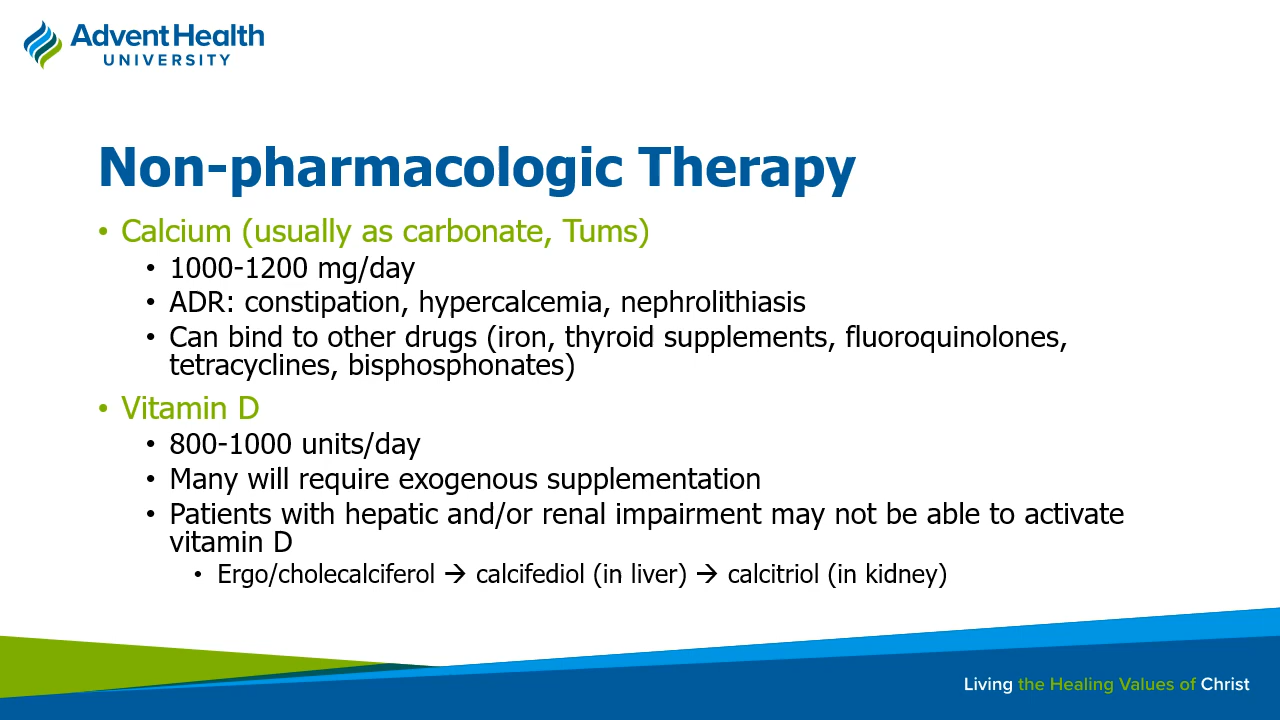 AdventHealth
UNIVERSITY
Non-pharmacologic Therapy
• Calcium (usually as carbonate, Tums)
• 1000-1200 mg/day
• ADR: constipation, hypercalcemia, nephrolithiasis
• Can bind to other drugs (iron, thyroid supplements, fluoroquinolones,
tetracyclines, bisphosphonates)
• Vitamin D
• 800-1000 units/day
• Many will require exogenous supplementation
• Patients with hepatic and/or renal impairment may not be able to activate
vitamin D
• Ergo/cholecalciferol → calcifediol (in liver) → calcitriol (in kidney)
Living the Healing Values of Christ